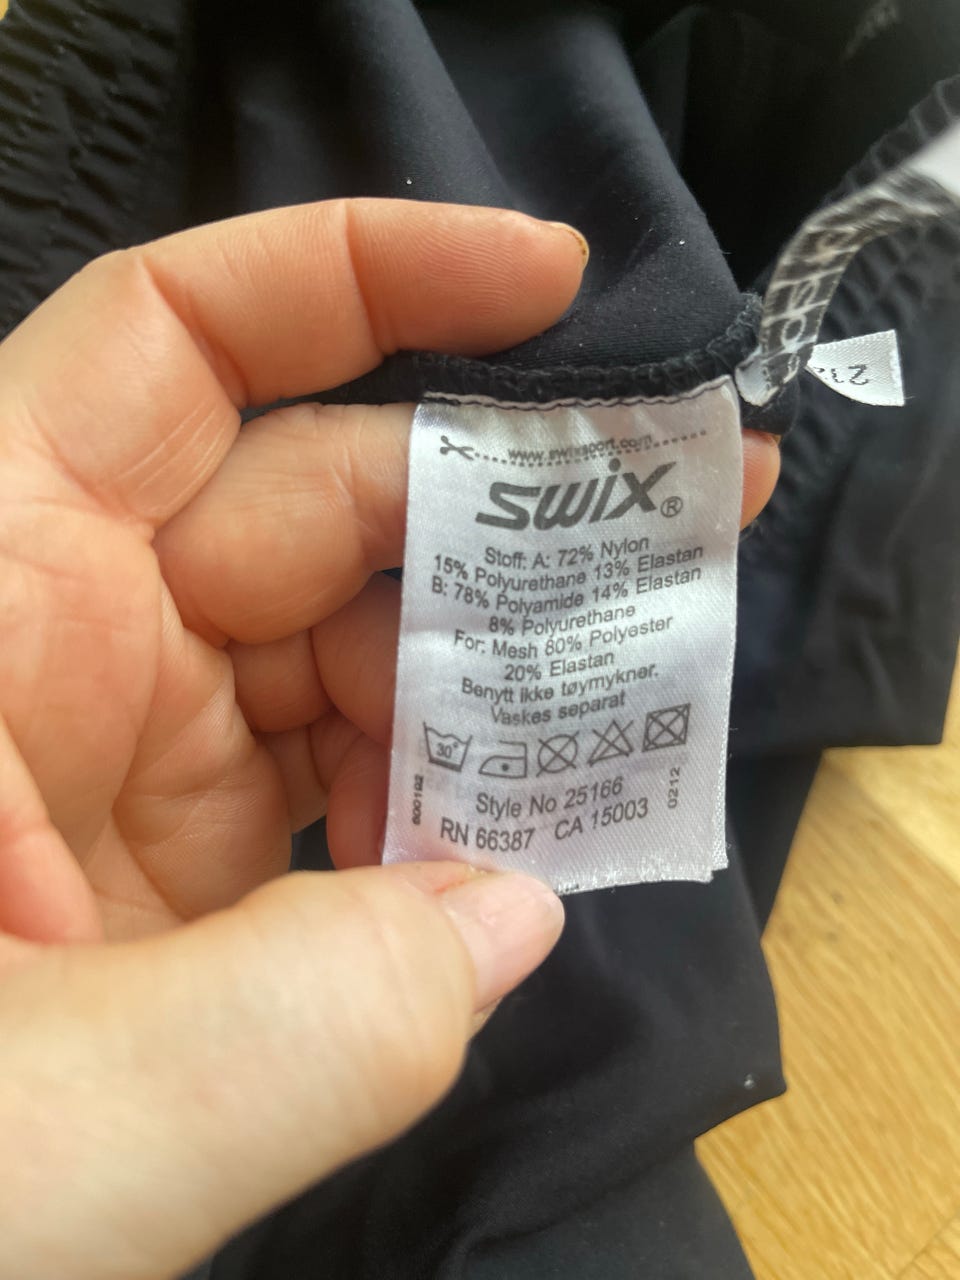 www.swixsport.com
swix®
Stoff: A: 72% Nylon
15% Polyurethane 13% Elastan
B: 78% Polyamide 14% Elastan
8% Polyurethane
For: Mesh 80% Polyester
20% Elastan
Benytt ikke tøymykner.
Vaskes separat
30°
Style No 25166
RN 66387 CA 15003
0212